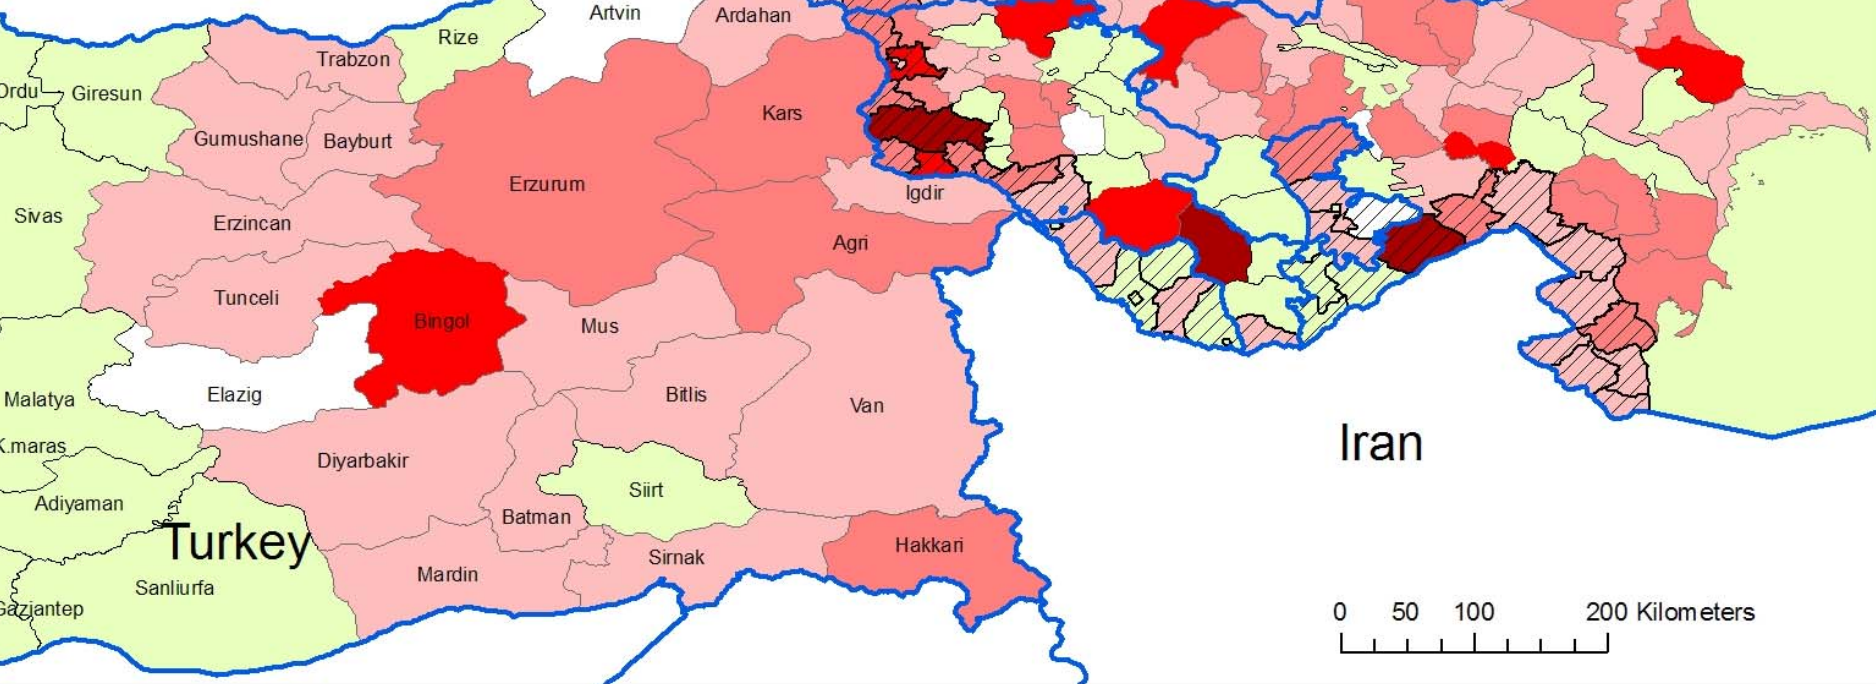 Artvin
Ardahan
Rize
Trabzon
Ordu
Giresun
Kars
Gumushane
Bayburt
Erzurum
Igdir
Sivas
Erzincan
Agri
Tunceli
Bingol
Mus
Elazig
Malatya
Bitlis
Van
K.maras
Iran
Diyarbakir
Siirt
Adiyaman
Batman
Turkey
Hakkari
Sirnak
Mardin
Sanliurfa
Gaziantep
0 50 100 200 Kilometers